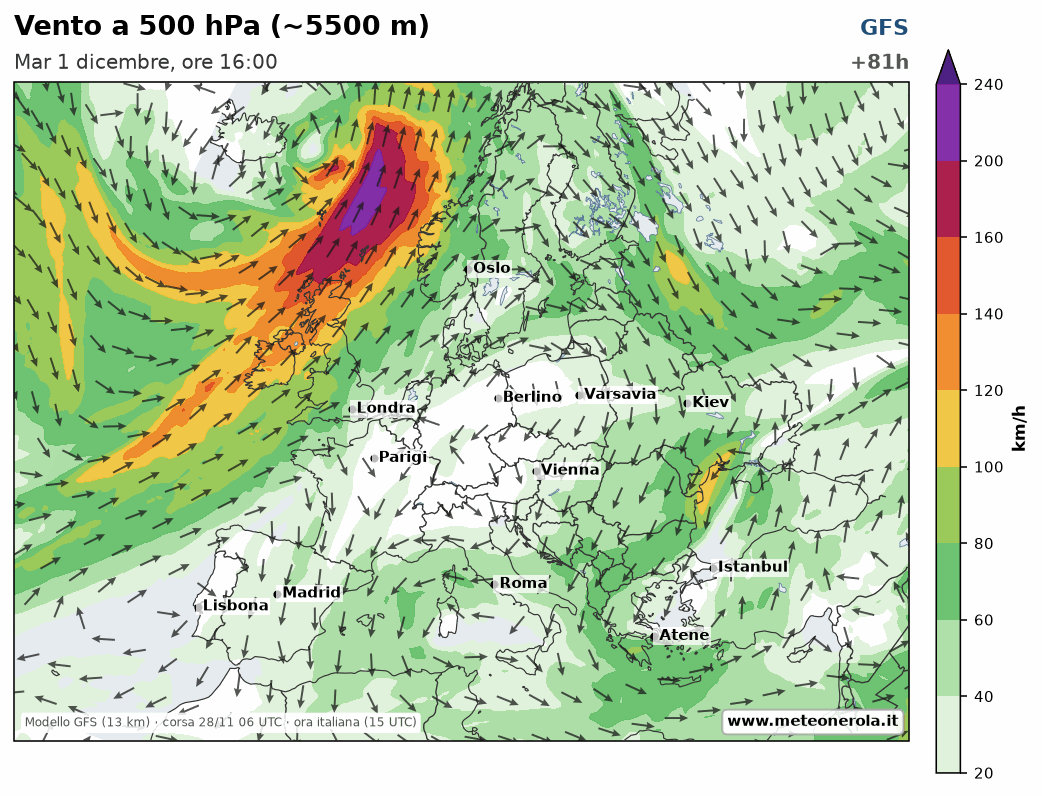 Vento a 500 hPa (~5500 m)
GFS
Mar 1 dicembre, ore 16:00
+81h
240
200
160
140
120
100
80
60
40
20
km/h
Oslo
Berlino
Varsavia
Kiev
Londra
Parigi
Vienna
Istanbul
Roma
Madrid
Lisbona
Atene
Modello GFS (13 km) · corsa 28/11 06 UTC · ora italiana (15 UTC)
www.meteonerola.it